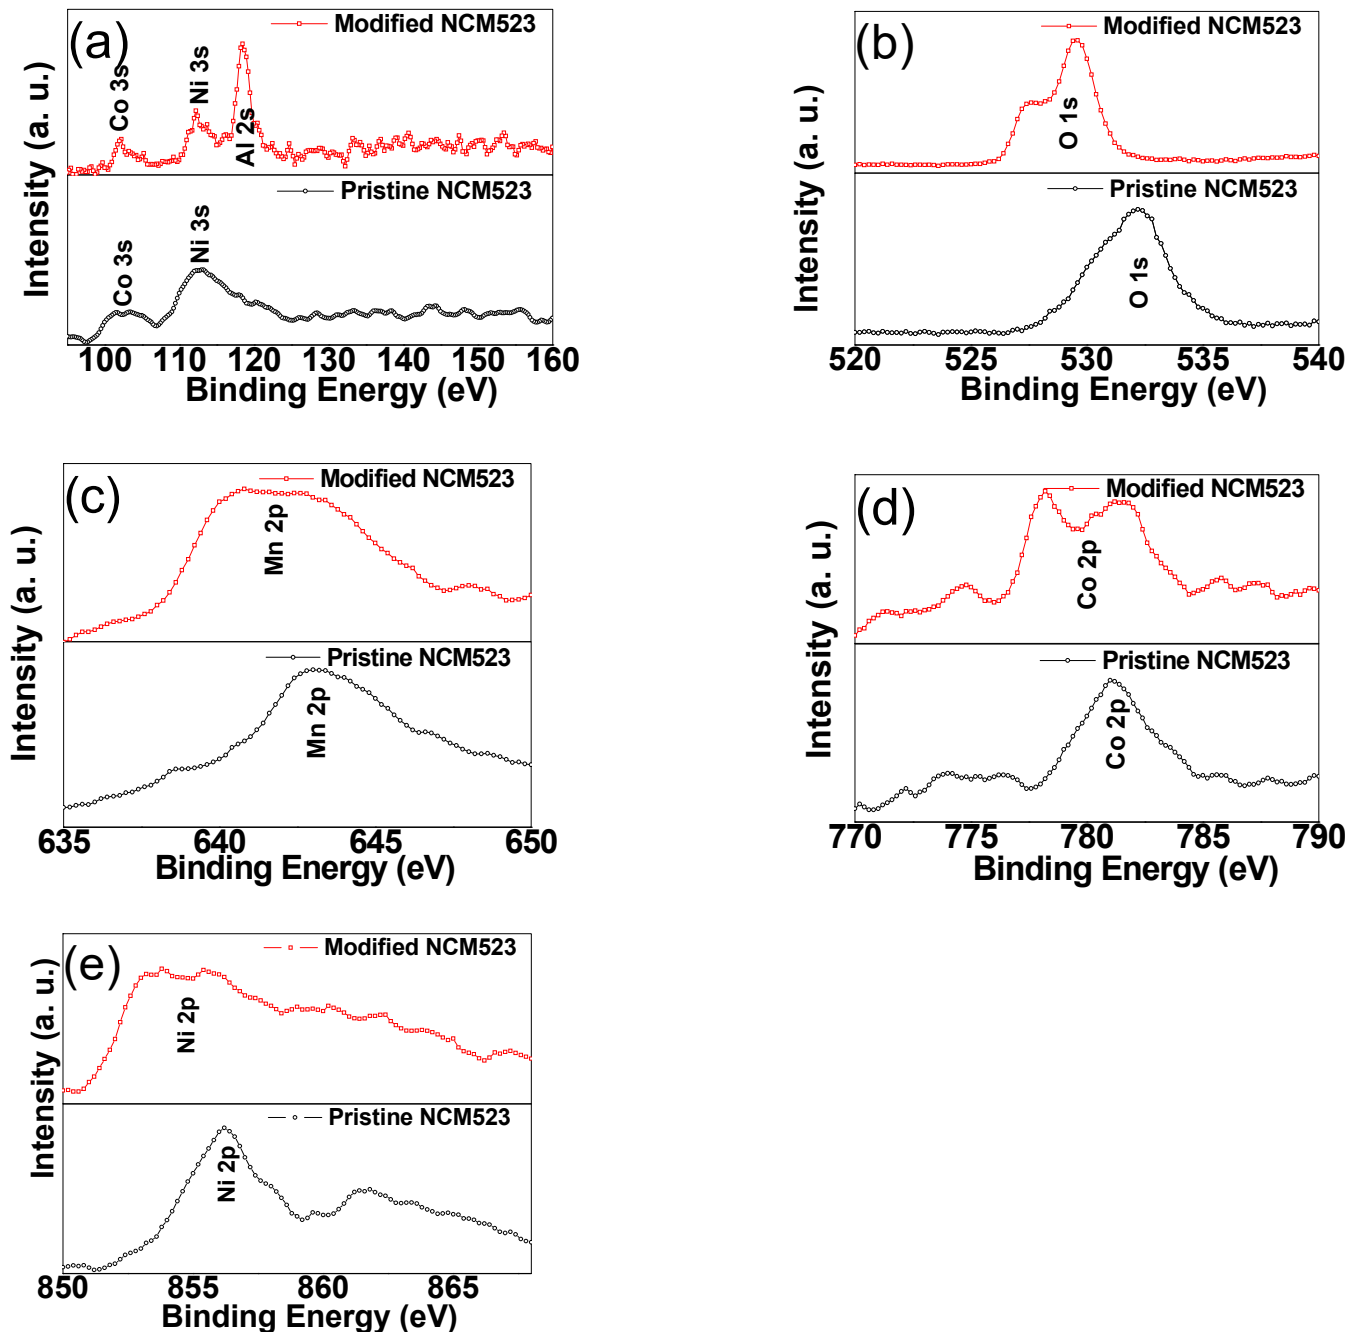 (a)
Modified NCM523
Co 3s
Ni 3s
Al 2s
Pristine NCM523
Co 3s
Ni 3s
Intensity (a. u.)
100 110 120 130 140 150 160
Binding Energy (eV)
(b)
Modified NCM523
O 1s
Pristine NCM523
O 1s
Intensity (a. u.)
520 525 530 535 540
Binding Energy (eV)
(c)
Modified NCM523
Mn 2p
Pristine NCM523
Mn 2p
Intensity (a. u.)
635 640 645 650
Binding Energy (eV)
(d)
Modified NCM523
Co 2p
Pristine NCM523
Co 2p
Intensity (a. u.)
770 775 780 785 790
Binding Energy (eV)
(e)
Modified NCM523
Ni 2p
Pristine NCM523
Ni 2p
Intensity (a. u.)
850 855 860 865
Binding Energy (eV)